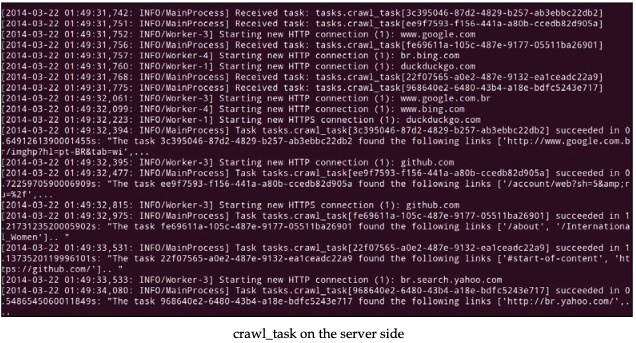 [2014-03-22 01:49:31,742: INFO/MainProcess] Received task: tasks.crawl_task[3c395046-87d2-4829-b257-ab3ebbc22db2]
[2014-03-22 01:49:31,751: INFO/MainProcess] Received task: tasks.crawl_task[ee9f7593-f156-441a-a80b-ccedb82d905a]
[2014-03-22 01:49:31,752: INFO/Worker-3] Starting new HTTP connection (1): www.google.com
[2014-03-22 01:49:31,756: INFO/MainProcess] Received task: tasks.crawl_task[fe69611a-105c-487e-9177-05511ba26901]
[2014-03-22 01:49:31,757: INFO/Worker-4] Starting new HTTP connection (1): br.bing.com
[2014-03-22 01:49:31,760: INFO/Worker-1] Starting new HTTP connection (1): duckduckgo.com
[2014-03-22 01:49:31,768: INFO/MainProcess] Received task: tasks.crawl_task[22f07565-a0e2-487e-9132-ea1ceadc22a9]
[2014-03-22 01:49:31,775: INFO/MainProcess] Received task: tasks.crawl_task[968640e2-6480-43b4-a18e-bdfc5243e717]
[2014-03-22 01:49:32,061: INFO/Worker-3] Starting new HTTP connection (1): www.google.com.br
[2014-03-22 01:49:32,099: INFO/Worker-4] Starting new HTTP connection (1): www.bing.com
[2014-03-22 01:49:32,223: INFO/Worker-1] Starting new HTTPS connection (1): duckduckgo.com
[2014-03-22 01:49:32,394: INFO/MainProcess] Task tasks.crawl_task[3c395046-87d2-4829-b257-ab3ebbc22db2] succeeded in 0
.6491261390001455s: "The task 3c395046-87d2-4829-b257-ab3ebbc22db2 found the following links ['http://www.google.com.b
r/imghp?hl=pt-BR&tab=wi',...
[2014-03-22 01:49:32,395: INFO/Worker-3] Starting new HTTP connection (1): github.com
[2014-03-22 01:49:32,477: INFO/MainProcess] Task tasks.crawl_task[ee9f7593-f156-441a-a80b-ccedb82d905a] succeeded in 0
.7225970590006909s: "The task ee9f7593-f156-441a-a80b-ccedb82d905a found the following links ['/account/web?sh=5&amp;r
u=%2f',...
[2014-03-22 01:49:32,815: INFO/Worker-3] Starting new HTTPS connection (1): github.com
[2014-03-22 01:49:32,975: INFO/MainProcess] Task tasks.crawl_task[fe69611a-105c-487e-9177-05511ba26901] succeeded in 1
.2173123520005902s: "The task fe69611a-105c-487e-9177-05511ba26901 found the following links ['/about', '/Internationa
l_Women'].. "
[2014-03-22 01:49:33,531: INFO/MainProcess] Task tasks.crawl_task[22f07565-a0e2-487e-9132-ea1ceadc22a9] succeeded in 1
.1373520119996101s: "The task 22f07565-a0e2-487e-9132-ea1ceadc22a9 found the following links ['#start-of-content', 'ht
tps://github.com/'].. "
[2014-03-22 01:49:33,533: INFO/Worker-3] Starting new HTTP connection (1): br.search.yahoo.com
[2014-03-22 01:49:34,080: INFO/MainProcess] Task tasks.crawl_task[968640e2-6480-43b4-a18e-bdfc5243e717] succeeded in 0
.5486545060011849s: "The task 968640e2-6480-43b4-a18e-bdfc5243e717 found the following links ['http://br.yahoo.com/',.
..
crawl_task on the server side